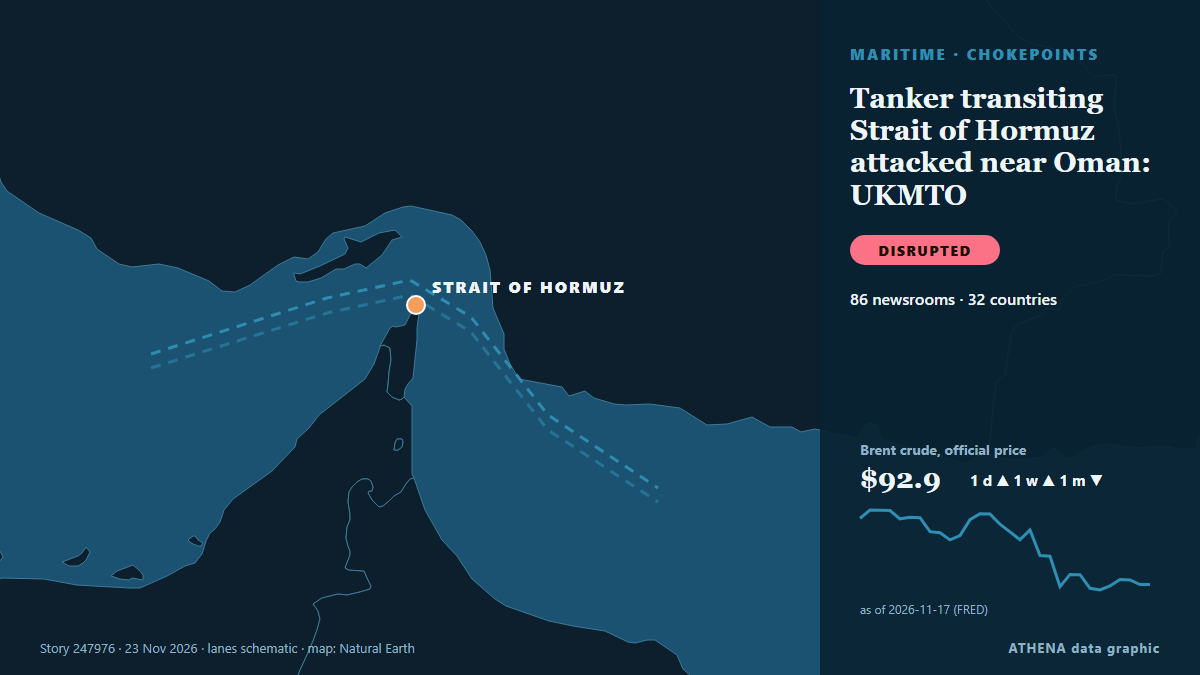 MARITIME · CHOKEPOINTS
Tanker transiting
Strait of Hormuz
attacked near Oman:
UKMTO
DISRUPTED
86 newsrooms · 32 countries
STRAIT OF HORMUZ
Brent crude, official price
$92.9 1 d ▲ 1 w ▲ 1 m ▼
as of 2026-11-17 (FRED)
Story 247976 · 23 Nov 2026 · lanes schematic · map: Natural Earth
ATHENA data graphic